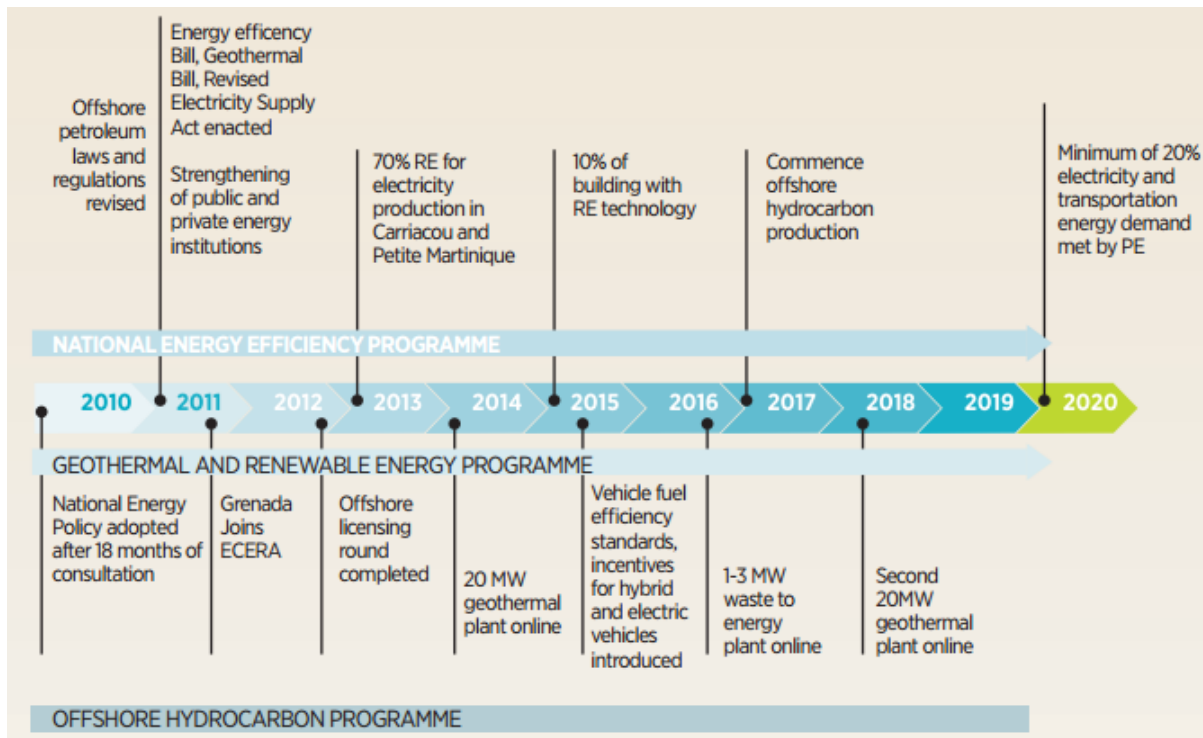 Offshore
petroleum
laws and
regulations
revised
Energy efficency
Bill, Geothermal
Bill, Revised
Electricity Supply
Act enacted
Strengthening
of public and
private energy
institutions
70% RE for
electricity
production in
Carriacou and
Petite Martinique
10% of
building with
RE technology
Commence
offshore
hydrocarbon
production
Minimum of 20%
electricity and
transportation
energy demand
met by PE
NATIONAL ENERGY EFFICIENCY PROGRAMME
2010 2011 2012 2013 2014 2015 2016 2017 2018 2019 2020
GEOTHERMAL AND RENEWABLE ENERGY PROGRAMME
National Energy
Policy adopted
after 18 months of
consultation
Grenada
Joins
ECERA
Offshore
licensing
round
completed
20 MW
geothermal
plant online
Vehicle fuel
efficiency
standards,
incentives
for hybrid
and electric
vehicles
introduced
1-3 MW
waste to
energy
plant online
Second
20MW
geothermal
plant online
OFFSHORE HYDROCARBON PROGRAMME